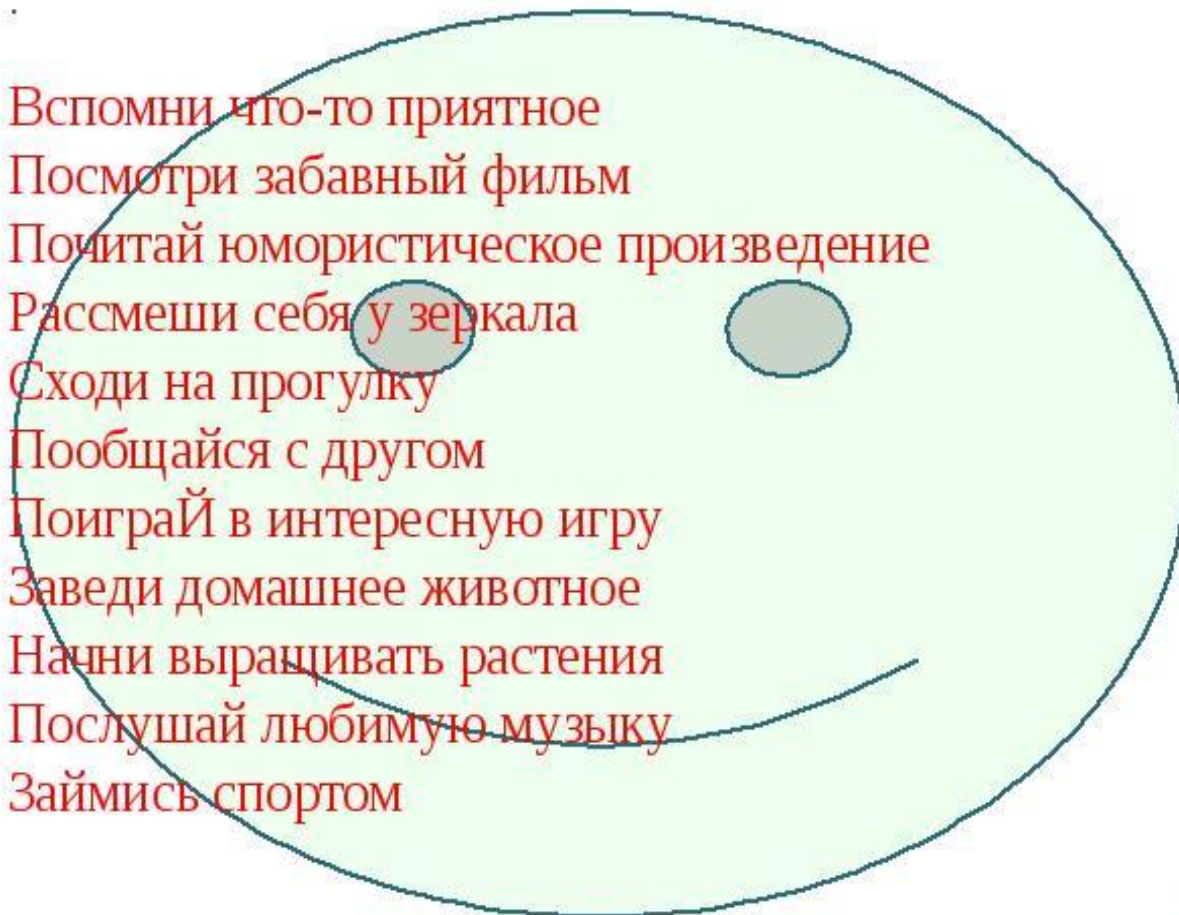 Вспомни что-то приятное
Посмотри забавный фильм
Почитай юмористическое произведение
Рассмеши себя у зеркала
Сходи на прогулку
Пообщайся с другом
ПоиграЙ в интересную игру
Заведи домашнее животное
Начни выращивать растения
Послушай любимую музыку
Займись спортом